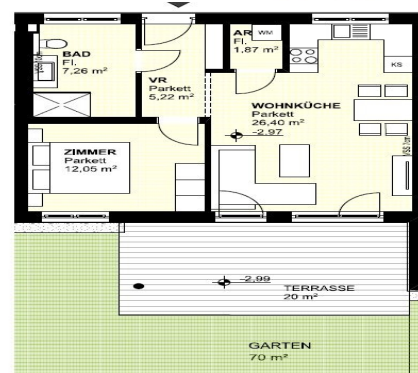 BAD
Fl.
7,26 m²
VR
Parkett
5,22 m²
AR
Fl.
1,87 m²
WM
KS
WOHNKÜCHE
Parkett
26,40 m²
-2,97
ZIMMER
Parkett
12,05 m²
-2,99
TERRASSE
20 m²
GARTEN
70 m²